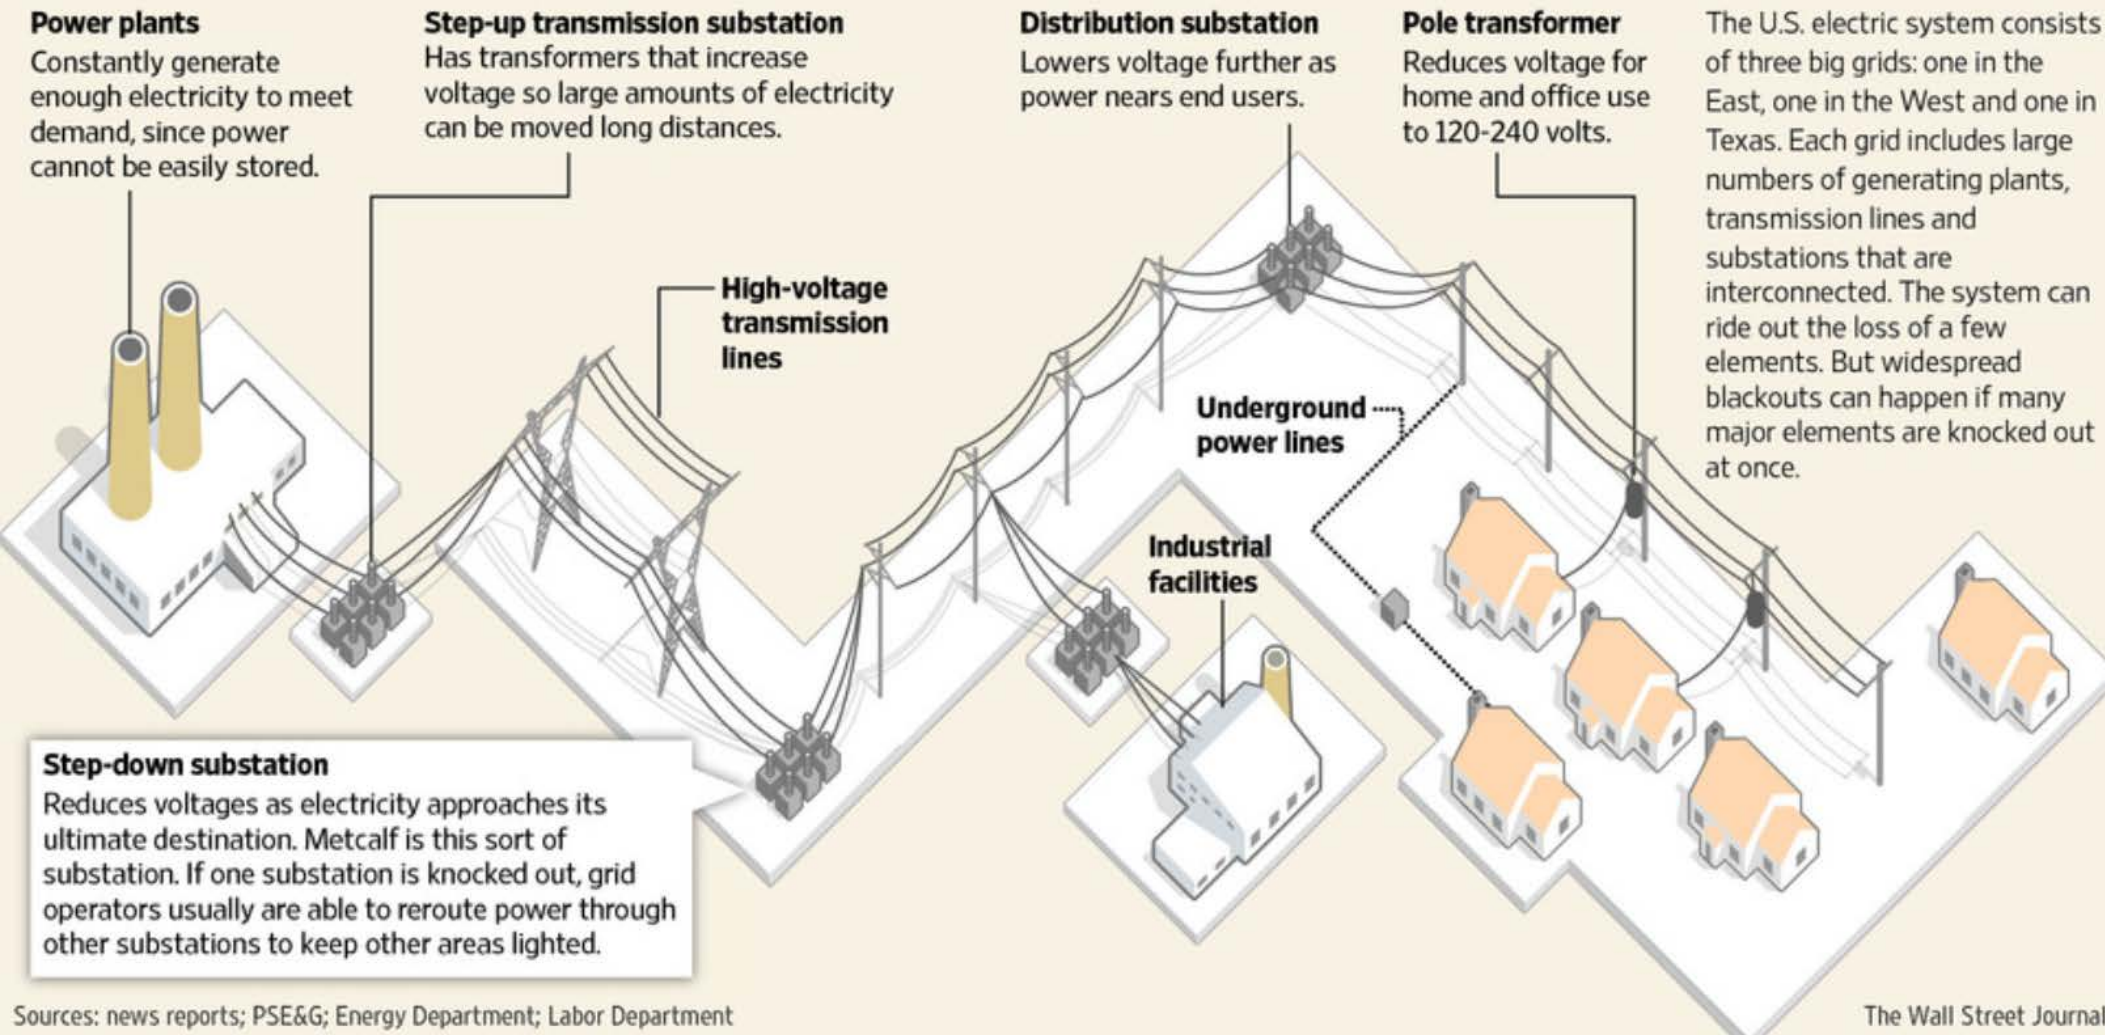 Power plants
Constantly generate
enough electricity to meet
demand, since power
cannot be easily stored.
Step-up transmission substation
Has transformers that increase
voltage so large amounts of electricity
can be moved long distances.
Distribution substation
Lowers voltage further as
power nears end users.
Pole transformer
Reduces voltage for
home and office use
to 120-240 volts.
The U.S. electric system consists
of three big grids: one in the
East, one in the West and one in
Texas. Each grid includes large
numbers of generating plants,
transmission lines and
substations that are
interconnected. The system can
ride out the loss of a few
elements. But widespread
blackouts can happen if many
major elements are knocked out
at once.
High-voltage
transmission
lines
Underground
power lines
Industrial
facilities
Step-down substation
Reduces voltages as electricity approaches its
ultimate destination. Metcalf is this sort of
substation. If one substation is knocked out, grid
operators usually are able to reroute power through
other substations to keep other areas lighted.
Sources: news reports; PSE&G; Energy Department; Labor Department
The Wall Street Journal